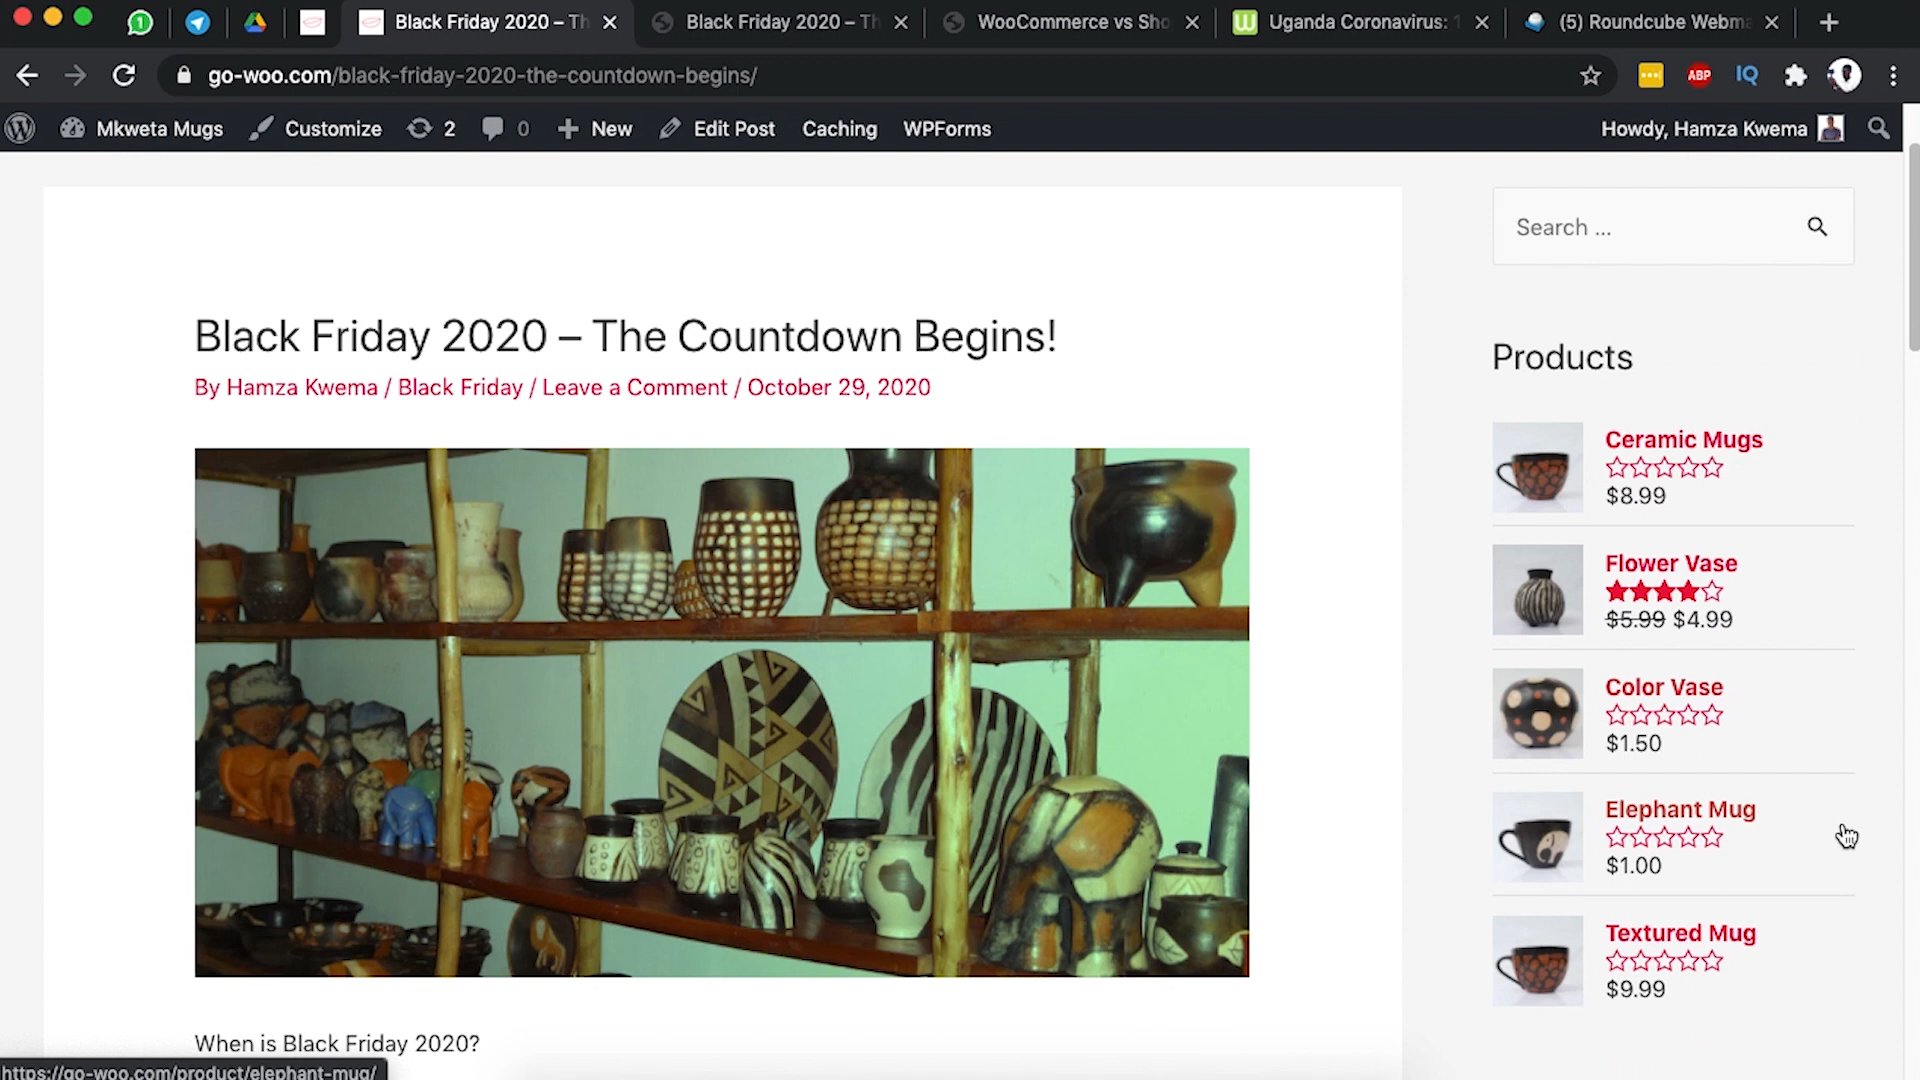 Black Friday 2020 – Th
Black Friday 2020 – Th
WooCommerce vs Sho
Uganda Coronavirus: 1
(5) Roundcube Webma
go-woo.com/black-friday-2020-the-countdown-begins/
ABP
IQ
Mkweta Mugs
Customize
2
0
New
Edit Post
Caching
WPForms
Howdy, Hamza Kwema
Search ...
Black Friday 2020 – The Countdown Begins!
By Hamza Kwema / Black Friday / Leave a Comment / October 29, 2020
Products
Ceramic Mugs
$8.99
Flower Vase
$5.99 $4.99
Color Vase
$1.50
Elephant Mug
$1.00
Textured Mug
$9.99
When is Black Friday 2020?
https://go-woo.com/product/elephant-mug/